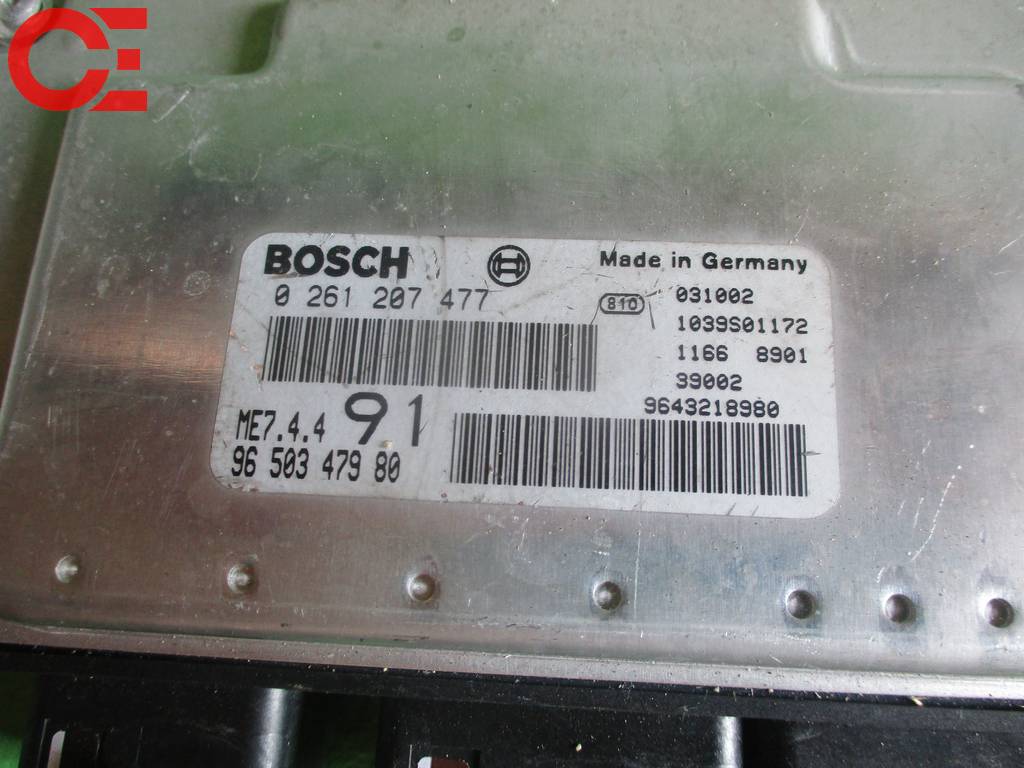 CE
BOSCH
Made in Germany
0 261 207 477
810
031002
1039S01172
1166 8901
39002
9643218980
ME7.4.4 91
96 503 479 80